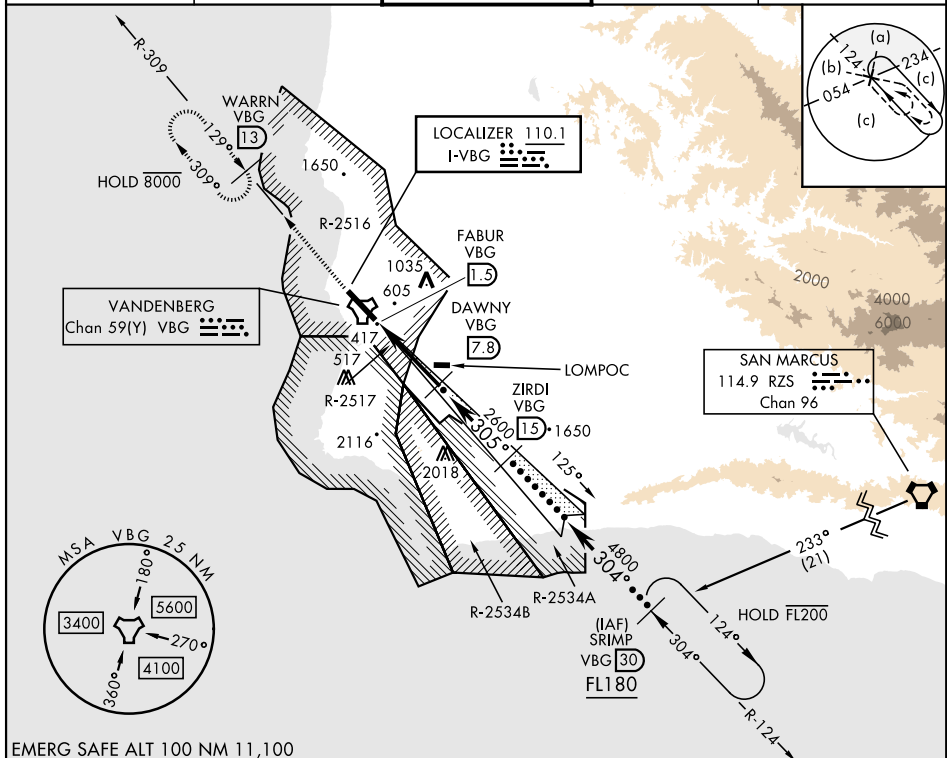 R-309
WARRN
VBG
13
129°
309°
HOLD 8000
1650
R-2516
LOCALIZER 110.1
I-VBG
(a)
124
234
(b)
(c)
054
(c)
FABUR
VBG
1.5
1035
605
DAWNY
VBG
7.8
VANDENBERG
Chan 59(Y) VBG
417
517
R-2517
2116
2018
LOMPOC
ZIRDI
VBG
15
1650
2600
305°
125°
2000
4000
6000
SAN MARCUS
114.9 RZS
Chan 96
233°
(21)
4800
304°
R-2534B
R-2534A
HOLD FL200
124°
304°
(IAF)
SRIMP
VBG 30
FL180
R-124
MSA VBG 25 NM
180°
5600
3400
270°
4100
360°
EMERG SAFE ALT 100 NM 11,100